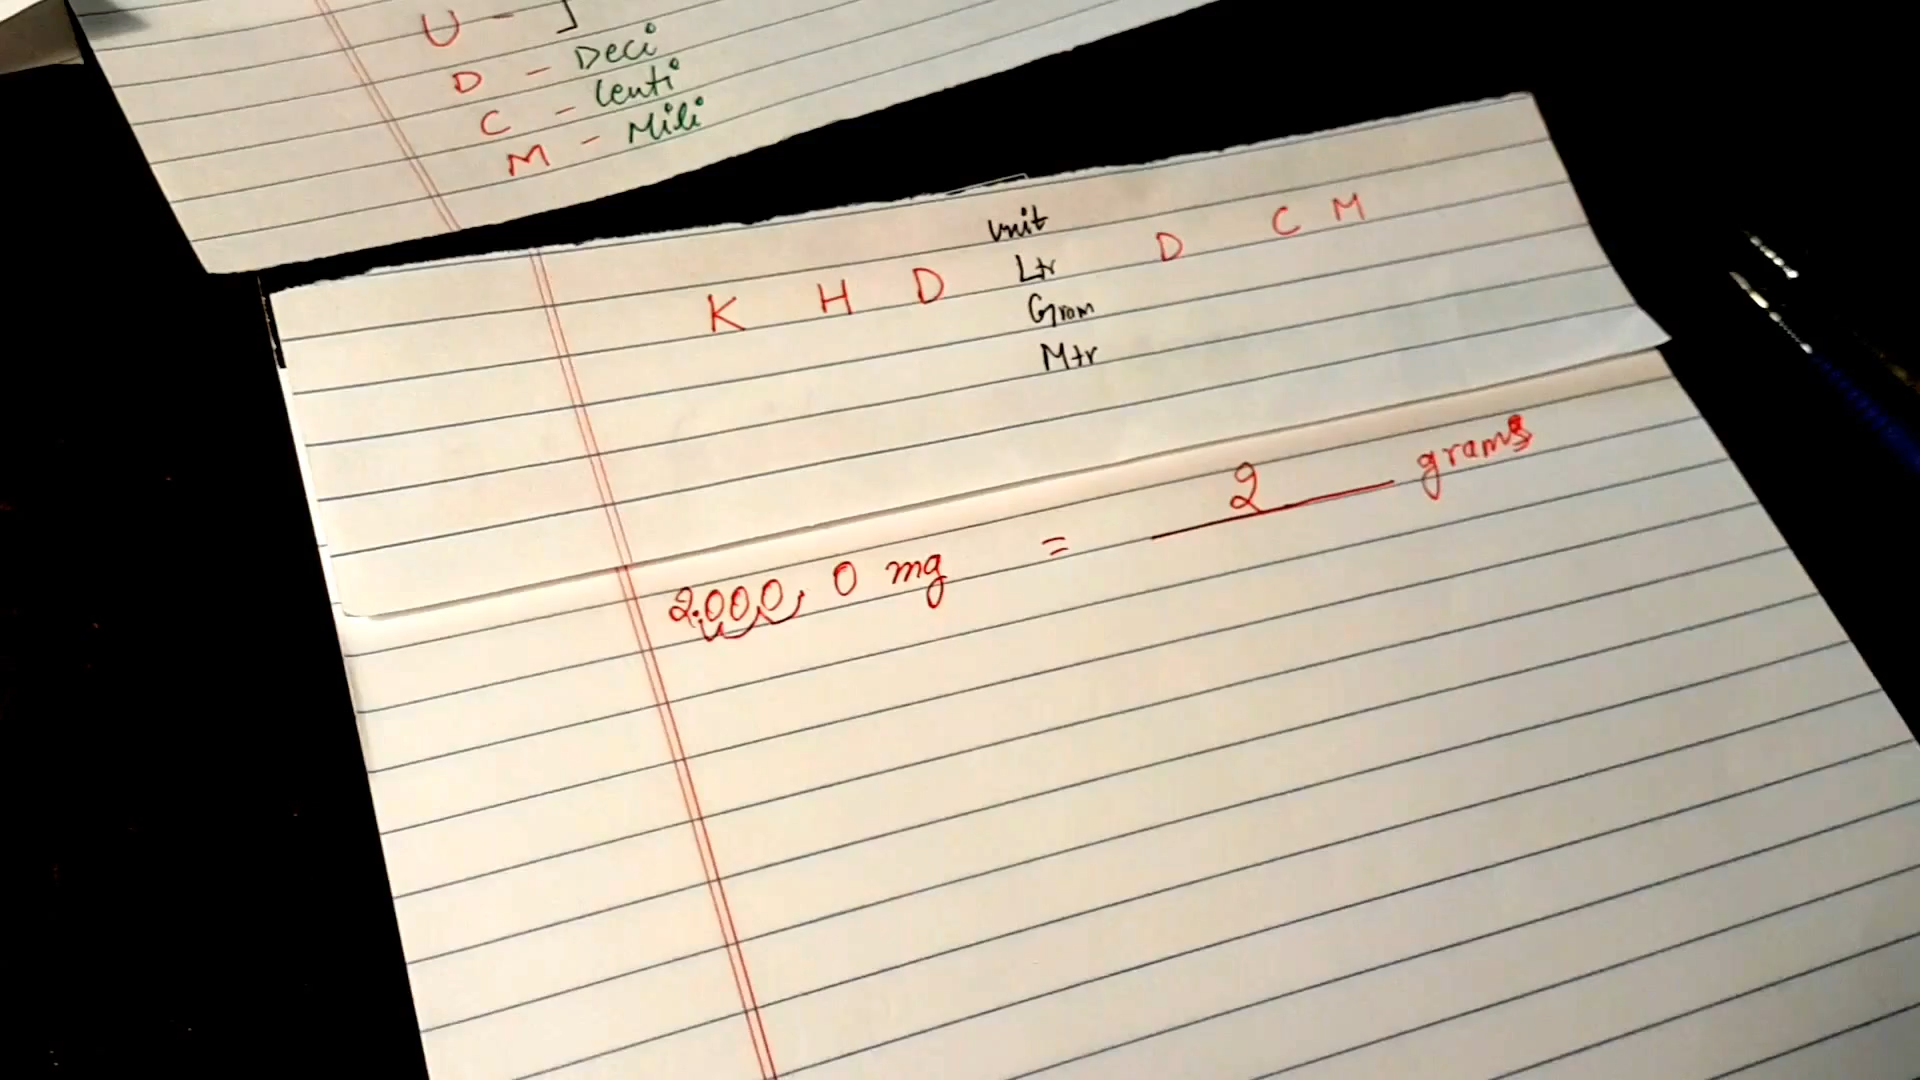 U - ]
D - Deci
C - Centi
M - Mili
Unit
K H D Ltr D C M
Gram
Mtr
2.000. 0 mg = 2 grams